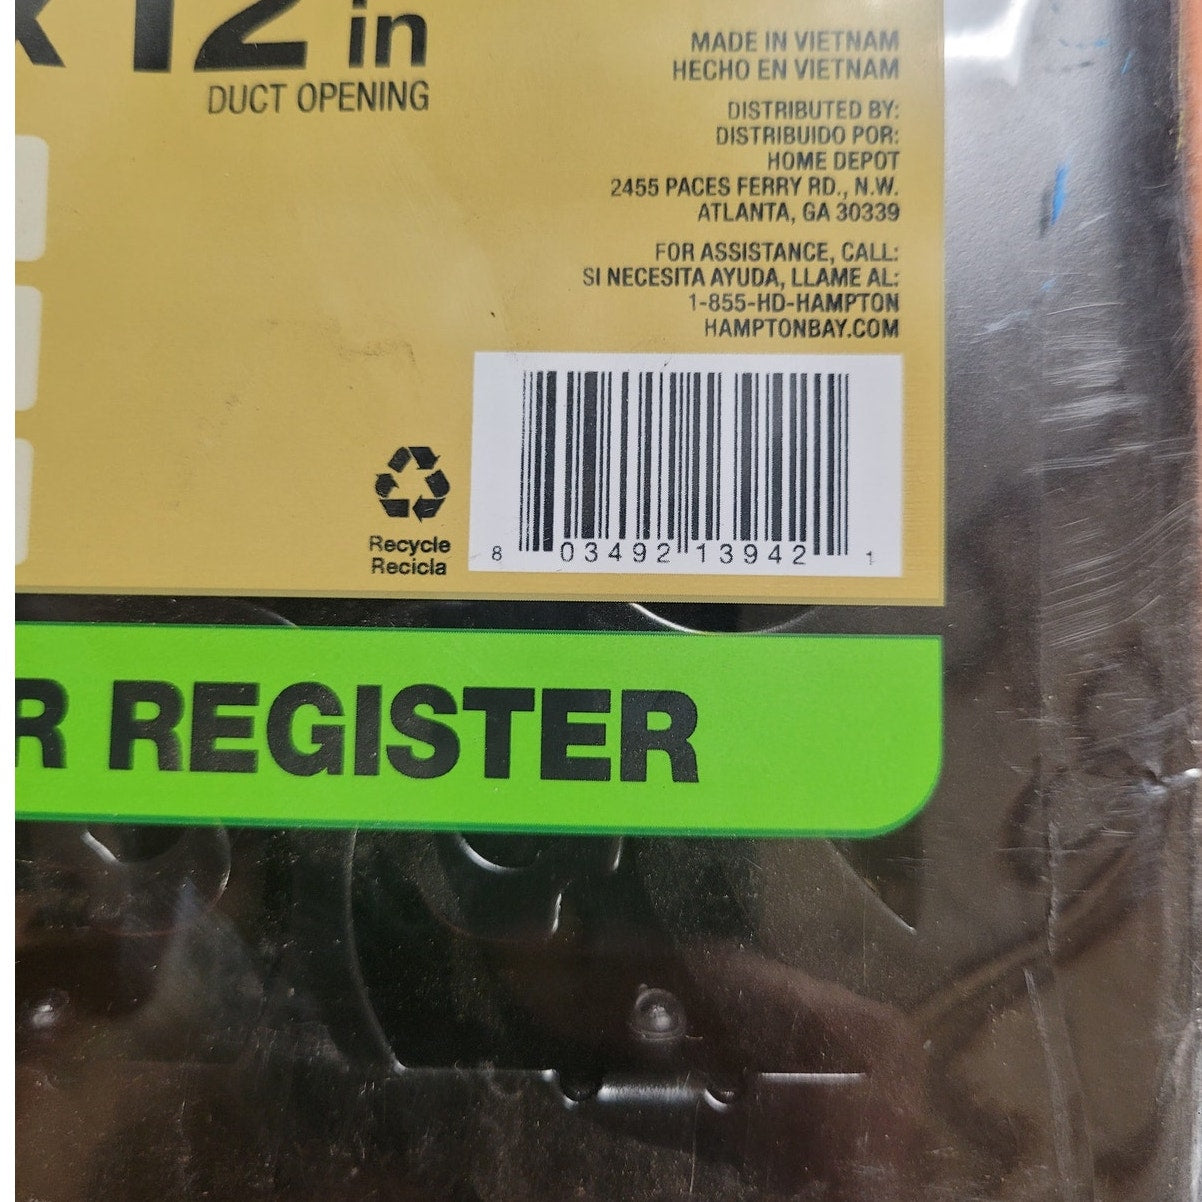 12 in
DUCT OPENING
MADE IN VIETNAM
HECHO EN VIETNAM
DISTRIBUTED BY:
DISTRIBUIDO POR:
HOME DEPOT
2455 PACES FERRY RD., N.W.
ATLANTA, GA 30339
FOR ASSISTANCE, CALL:
SI NECESITA AYUDA, LLAME AL:
1-855-HD-HAMPTON
HAMPTONBAY.COM
Recycle
Recicla
8 03492 13942 1
R REGISTER